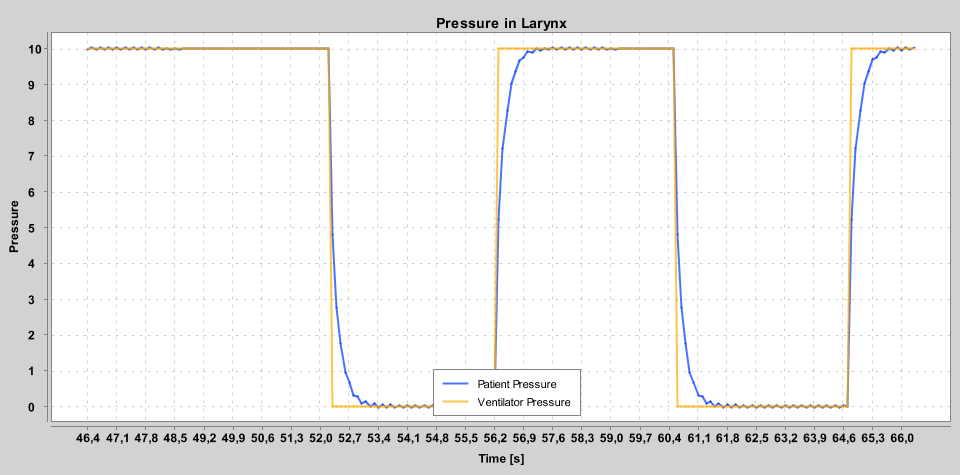 Pressure in Larynx
10
9
8
7
6
5
4
3
2
1
0
Pressure
Patient Pressure
Ventilator Pressure
46,4 47,1 47,8 48,5 49,2 49,9 50,6 51,3 52,0 52,7 53,4 54,1 54,8 55,5 56,2 56,9 57,6 58,3 59,0 59,7 60,4 61,1 61,8 62,5 63,2 63,9 64,6 65,3 66,0
Time [s]